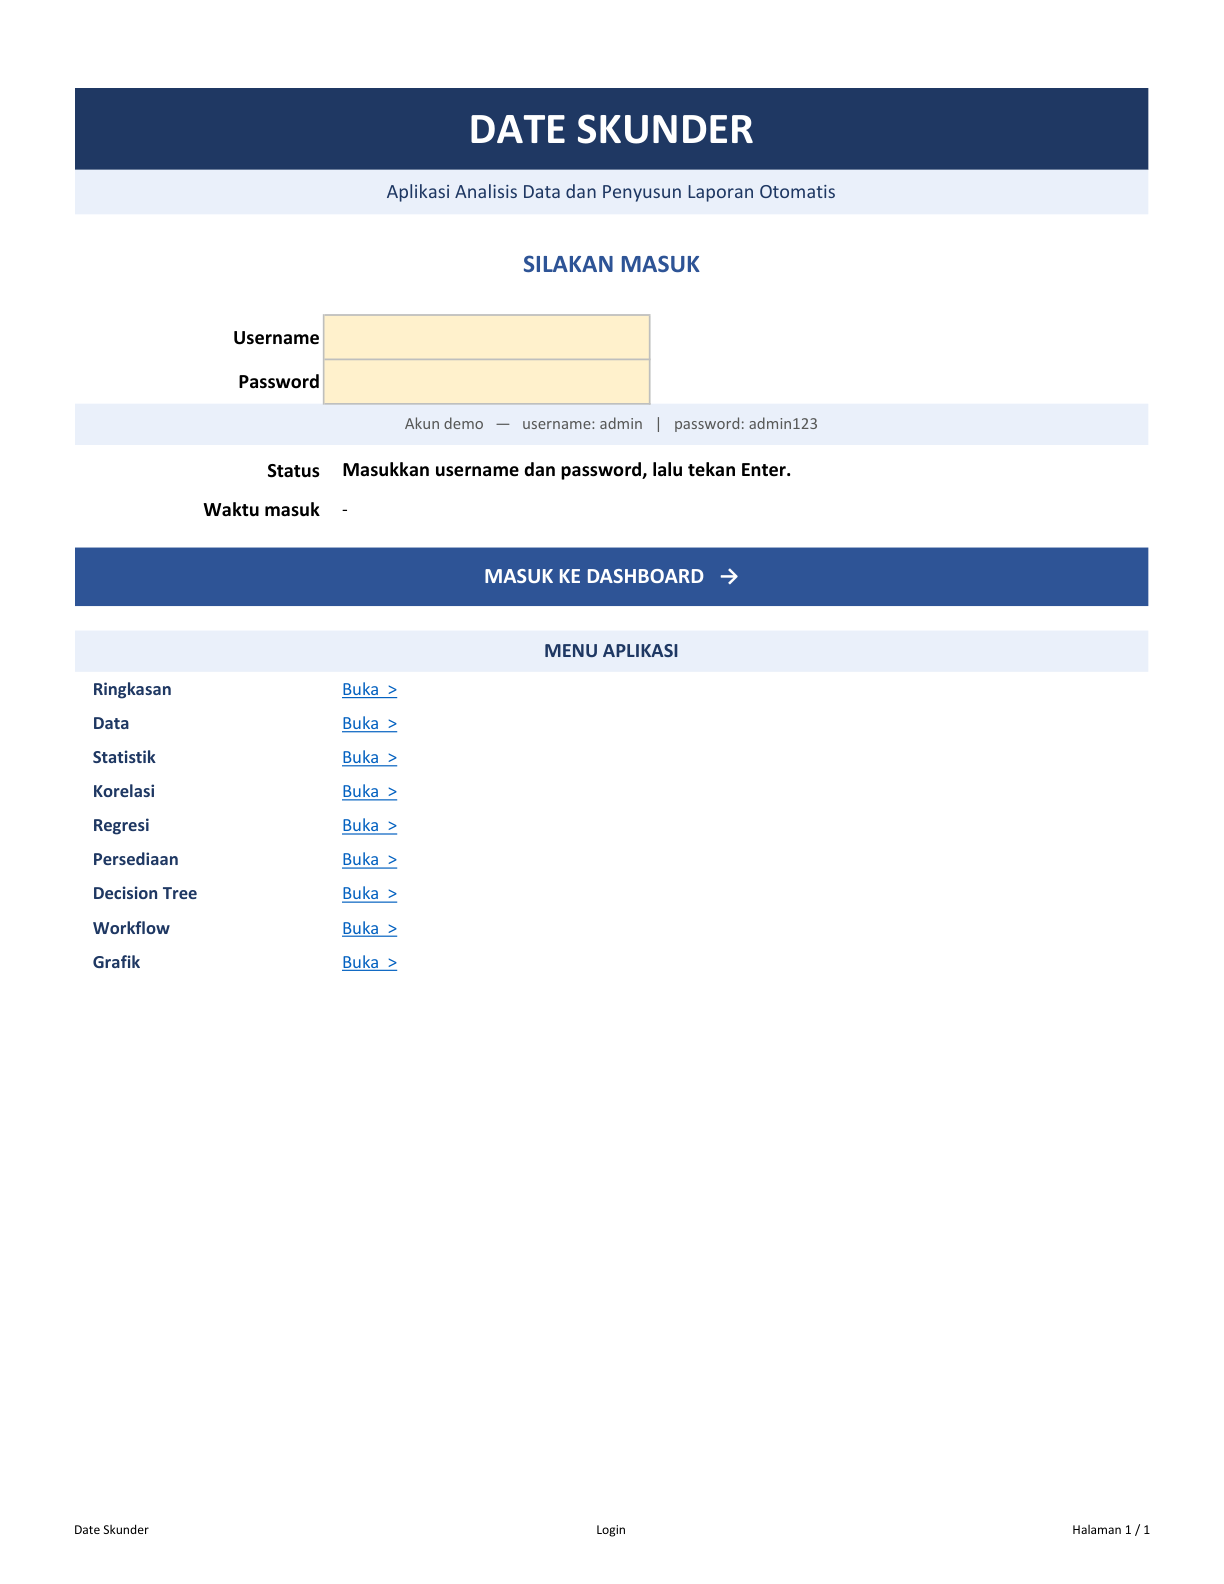 DATE SKUNDER
Aplikasi Analisis Data dan Penyusun Laporan Otomatis
SILAKAN MASUK
Username
Password
Akun demo — username: admin | password: admin123
Status Masukkan username dan password, lalu tekan Enter.
Waktu masuk -
MASUK KE DASHBOARD →
MENU APLIKASI
Ringkasan Buka >
Data Buka >
Statistik Buka >
Korelasi Buka >
Regresi Buka >
Persediaan Buka >
Decision Tree Buka >
Workflow Buka >
Grafik Buka >
Date Skunder Login Halaman 1 / 1